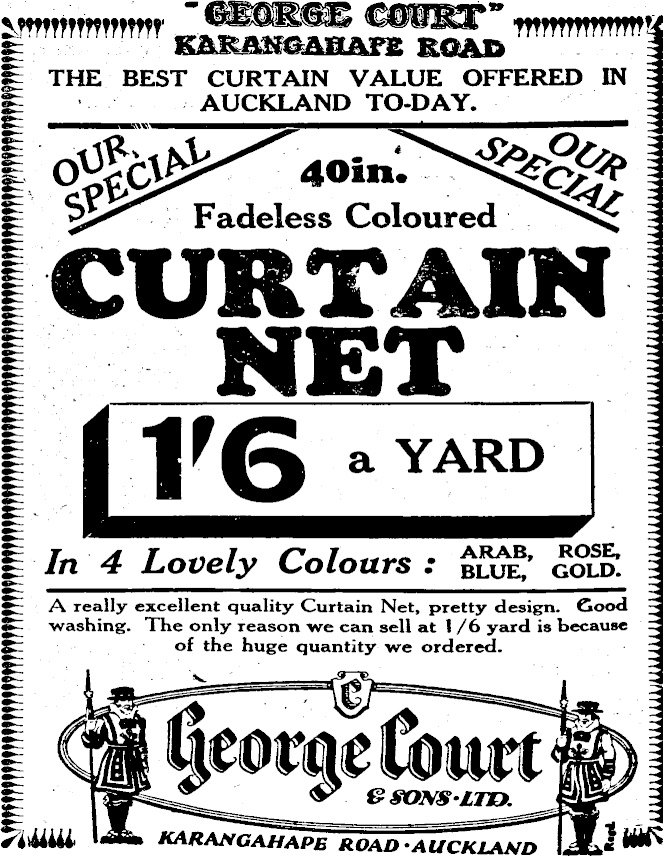 "GEORGE COURT"
KARANGAHAPE ROAD
THE BEST CURTAIN VALUE OFFERED IN
AUCKLAND TO-DAY.
OUR
SPECIAL
OUR
SPECIAL
40in.
Fadeless Coloured
CURTAIN
NET
1'6 a YARD
In 4 Lovely Colours :
ARAB, ROSE,
BLUE, GOLD.
A really excellent quality Curtain Net, pretty design. Good
washing. The only reason we can sell at 1/6 yard is because
of the huge quantity we ordered.
C
George Court
& SONS·LTD.
KARANGAHAPE ROAD·AUCKLAND
Regd.